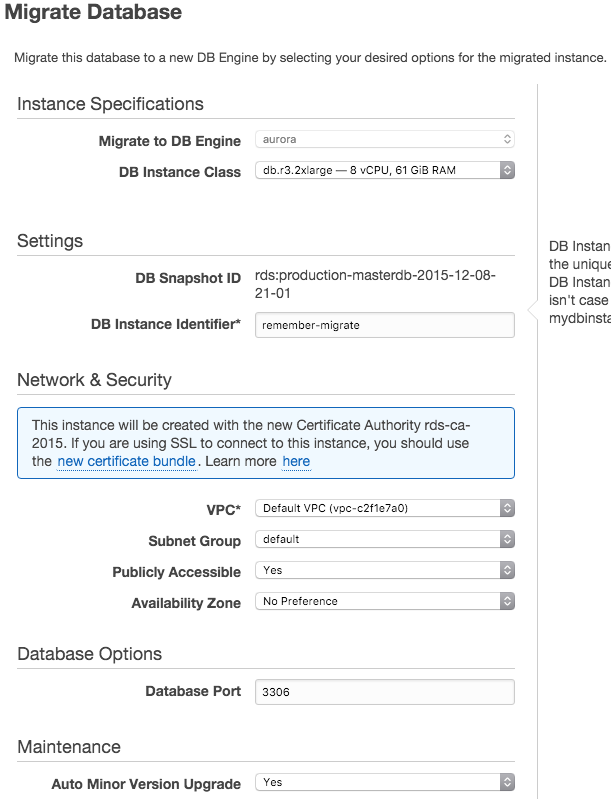 Migrate Database
Migrate this database to a new DB Engine by selecting your desired options for the migrated instance.
Instance Specifications
Migrate to DB Engine aurora
DB Instance Class db.r3.2xlarge — 8 vCPU, 61 GiB RAM
Settings
DB Snapshot ID rds:production-masterdb-2015-12-08-
21-01
DB Instance Identifier* remember-migrate
DB Instan
the unique
DB Instan
isn't case
mydbinsta
Network & Security
This instance will be created with the new Certificate Authority rds-ca-
2015. If you are using SSL to connect to this instance, you should use
the new certificate bundle. Learn more here
VPC* Default VPC (vpc-c2f1e7a0)
Subnet Group default
Publicly Accessible Yes
Availability Zone No Preference
Database Options
Database Port 3306
Maintenance
Auto Minor Version Upgrade Yes